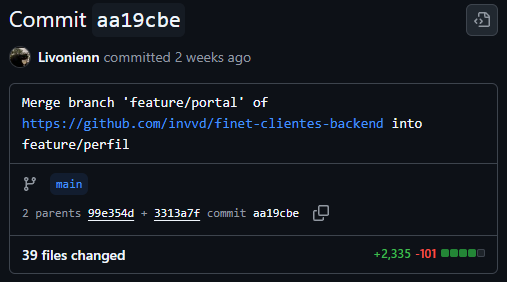 Commit aa19cbe
Livonienn committed 2 weeks ago
Merge branch 'feature/portal' of
https://github.com/invvd/finet-clientes-backend into
feature/perfil
main
2 parents 99e354d + 3313a7f commit aa19cbe
39 files changed
+2,335 -101